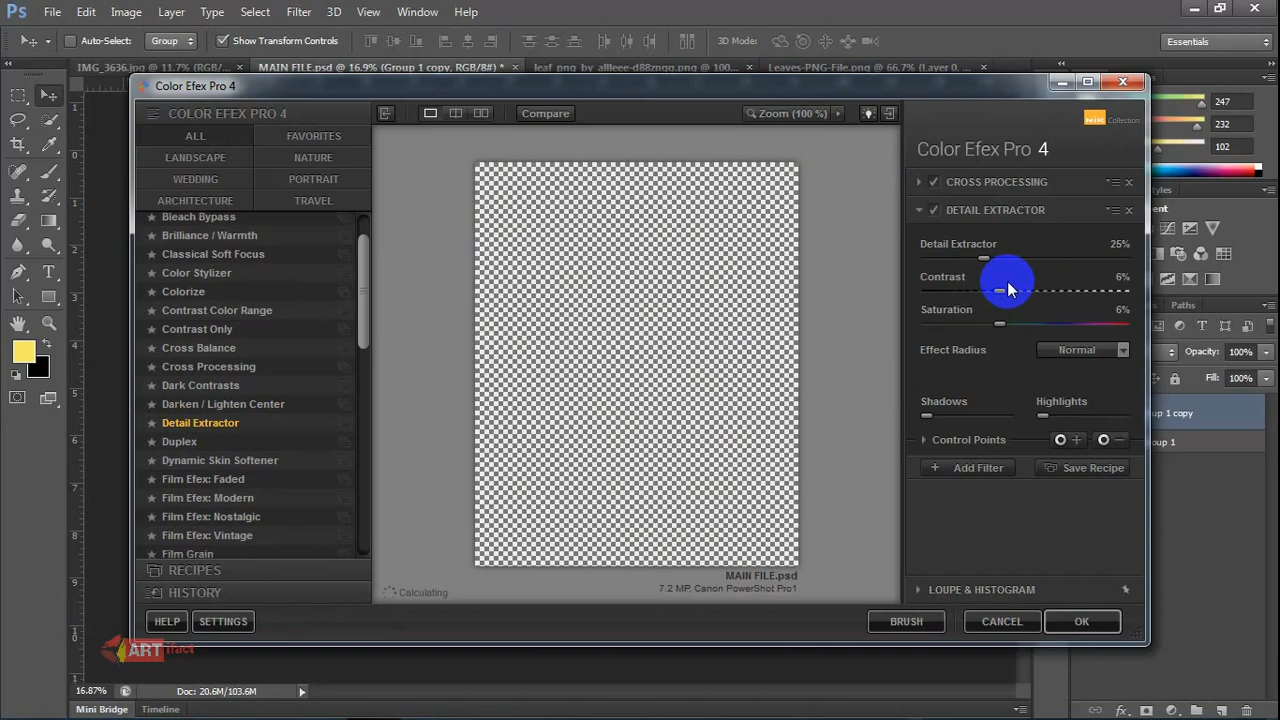 Ps File Edit Image Layer Type Select Filter 3D View Window Help
Auto-Select: Group Show Transform Controls 3D Mode: Essentials
IMG_3636.jpg @ 11.7% (RGB/ MAIN FILE.psd @ 16.9% (Group 1 copy, RGB/8#) *
Color Efex Pro 4
COLOR EFEX PRO 4
ALL FAVORITES
LANDSCAPE NATURE
WEDDING PORTRAIT
ARCHITECTURE TRAVEL
Bleach Bypass
Brilliance / Warmth
Classical Soft Focus
Color Stylizer
Colorize
Contrast Color Range
Contrast Only
Cross Balance
Cross Processing
Dark Contrasts
Darken / Lighten Center
Detail Extractor
Duplex
Dynamic Skin Softener
Film Efex: Faded
Film Efex: Modern
Film Efex: Nostalgic
Film Efex: Vintage
Film Grain
RECIPES
HISTORY
HELP SETTINGS
Compare Zoom (100 %)
MAIN FILE.psd
7.2 MP, Canon PowerShot Pro1
Calculating
Nik Collection
Color Efex Pro 4
CROSS PROCESSING
DETAIL EXTRACTOR
Detail Extractor 25%
Contrast 6%
Saturation 6%
Effect Radius Normal
Shadows Highlights
Control Points
Add Filter Save Recipe
LOUPE & HISTOGRAM
BRUSH CANCEL OK
247
232
102
Paths
Opacity: 100%
Fill: 100%
ARTifact
16.87% Doc: 20.6M/103.6M
Mini Bridge Timeline